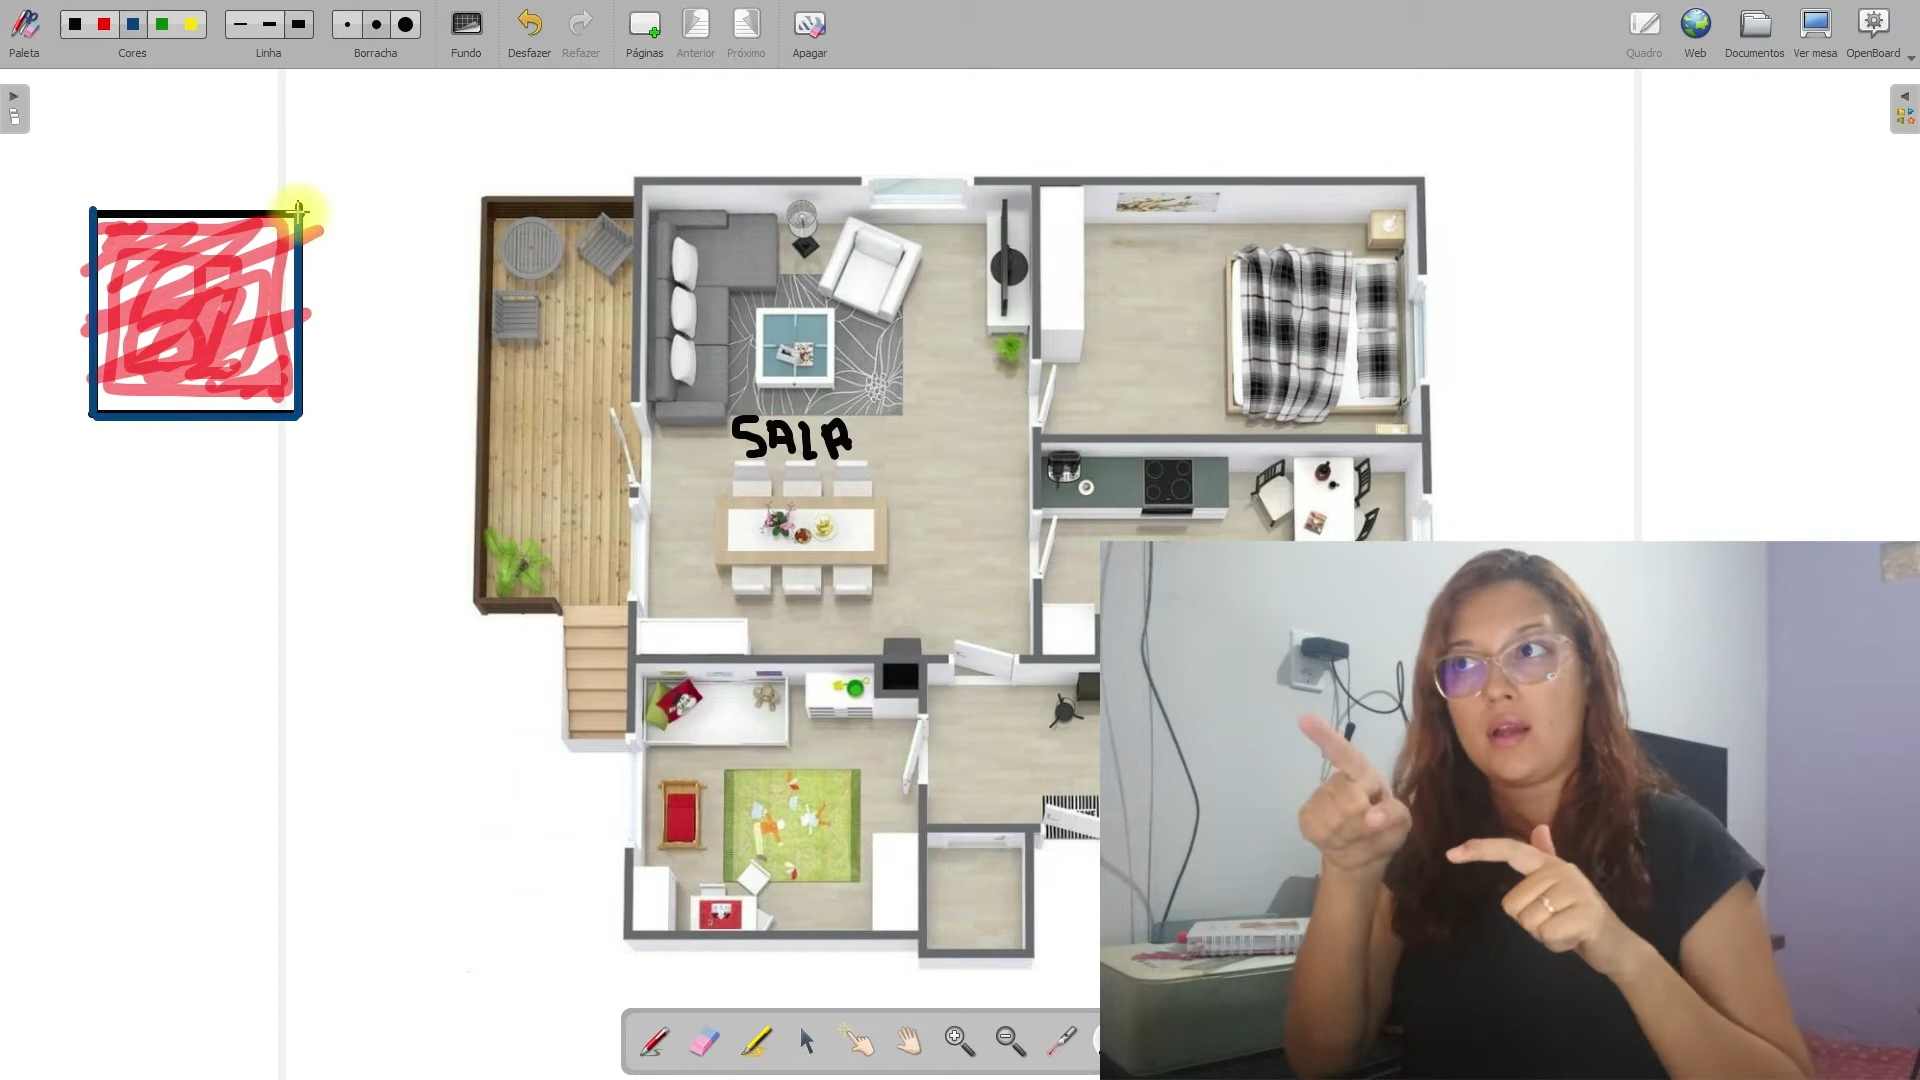 Paleta
Cores
Linha
Borracha
Fundo
Desfazer
Refazer
Páginas
Anterior
Próximo
Apagar
Quadro
Web
Documentos
Ver mesa
OpenBoard
SALA